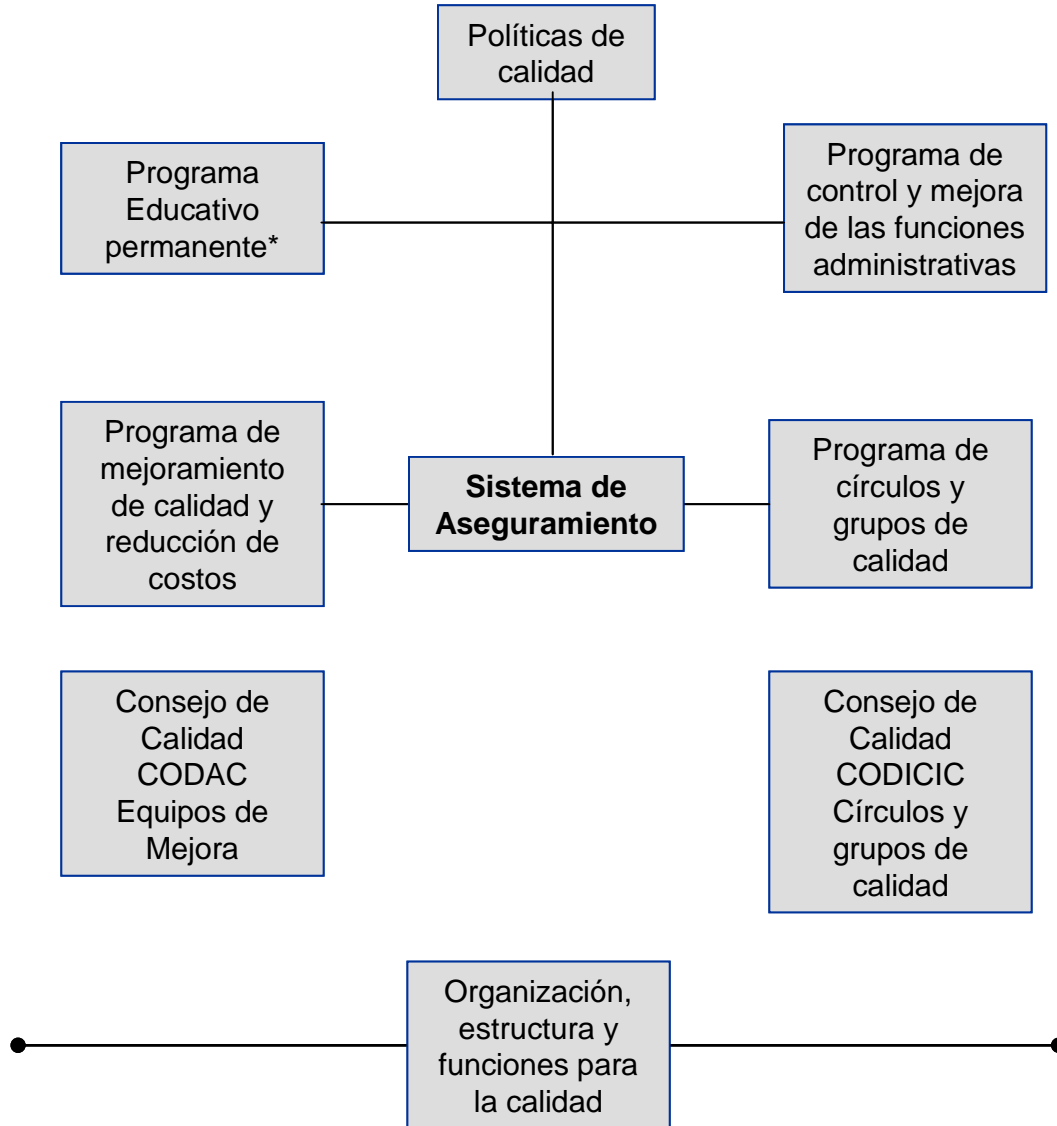 Políticas de
calidad
Programa
Educativo
permanente*
Programa de
control y mejora
de las funciones
administrativas
Programa de
mejoramiento
de calidad y
reducción de
costos
Sistema de
Aseguramiento
Programa de
círculos y
grupos de
calidad
Consejo de
Calidad
CODAC
Equipos de
Mejora
Consejo de
Calidad
CODICIC
Círculos y
grupos de
calidad
Organización,
estructura y
funciones para
la calidad